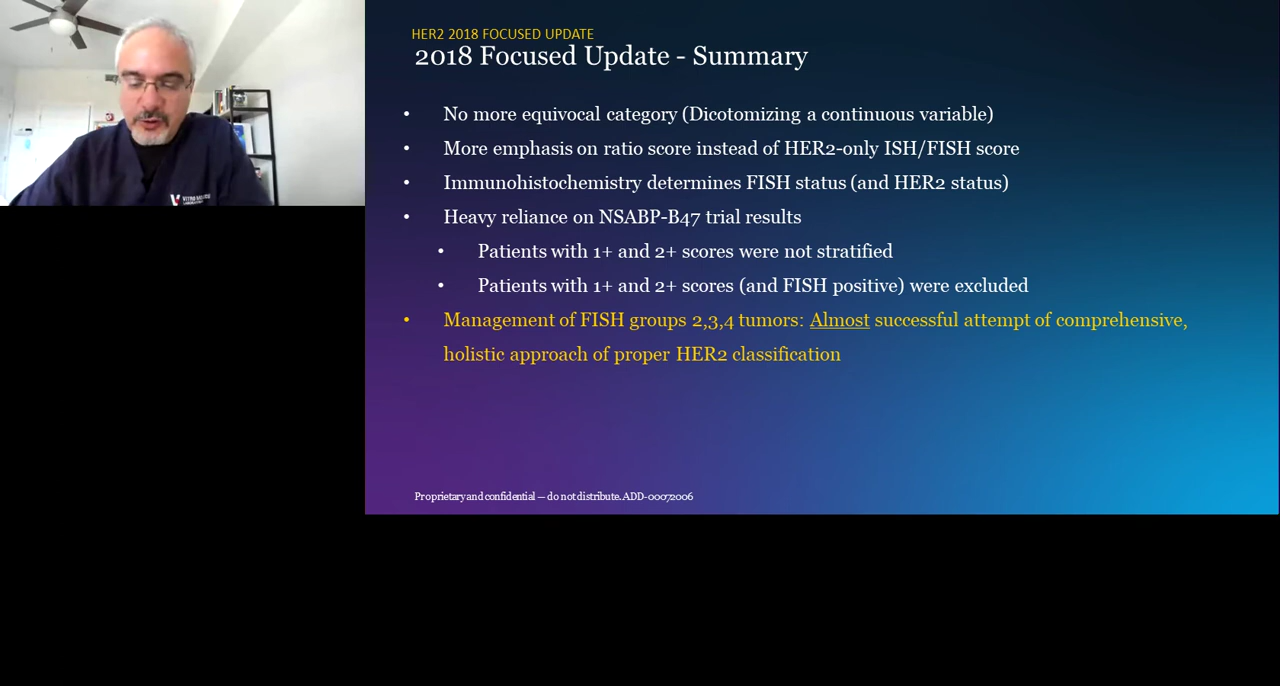 HER2 2018 FOCUSED UPDATE
2018 Focused Update - Summary
• No more equivocal category (Dicotomizing a continuous variable)
• More emphasis on ratio score instead of HER2-only ISH/FISH score
• Immunohistochemistry determines FISH status (and HER2 status)
• Heavy reliance on NSABP-B47 trial results
• Patients with 1+ and 2+ scores were not stratified
• Patients with 1+ and 2+ scores (and FISH positive) were excluded
• Management of FISH groups 2,3,4 tumors: Almost successful attempt of comprehensive,
holistic approach of proper HER2 classification
Proprietary and confidential — do not distribute. ADD-00072006